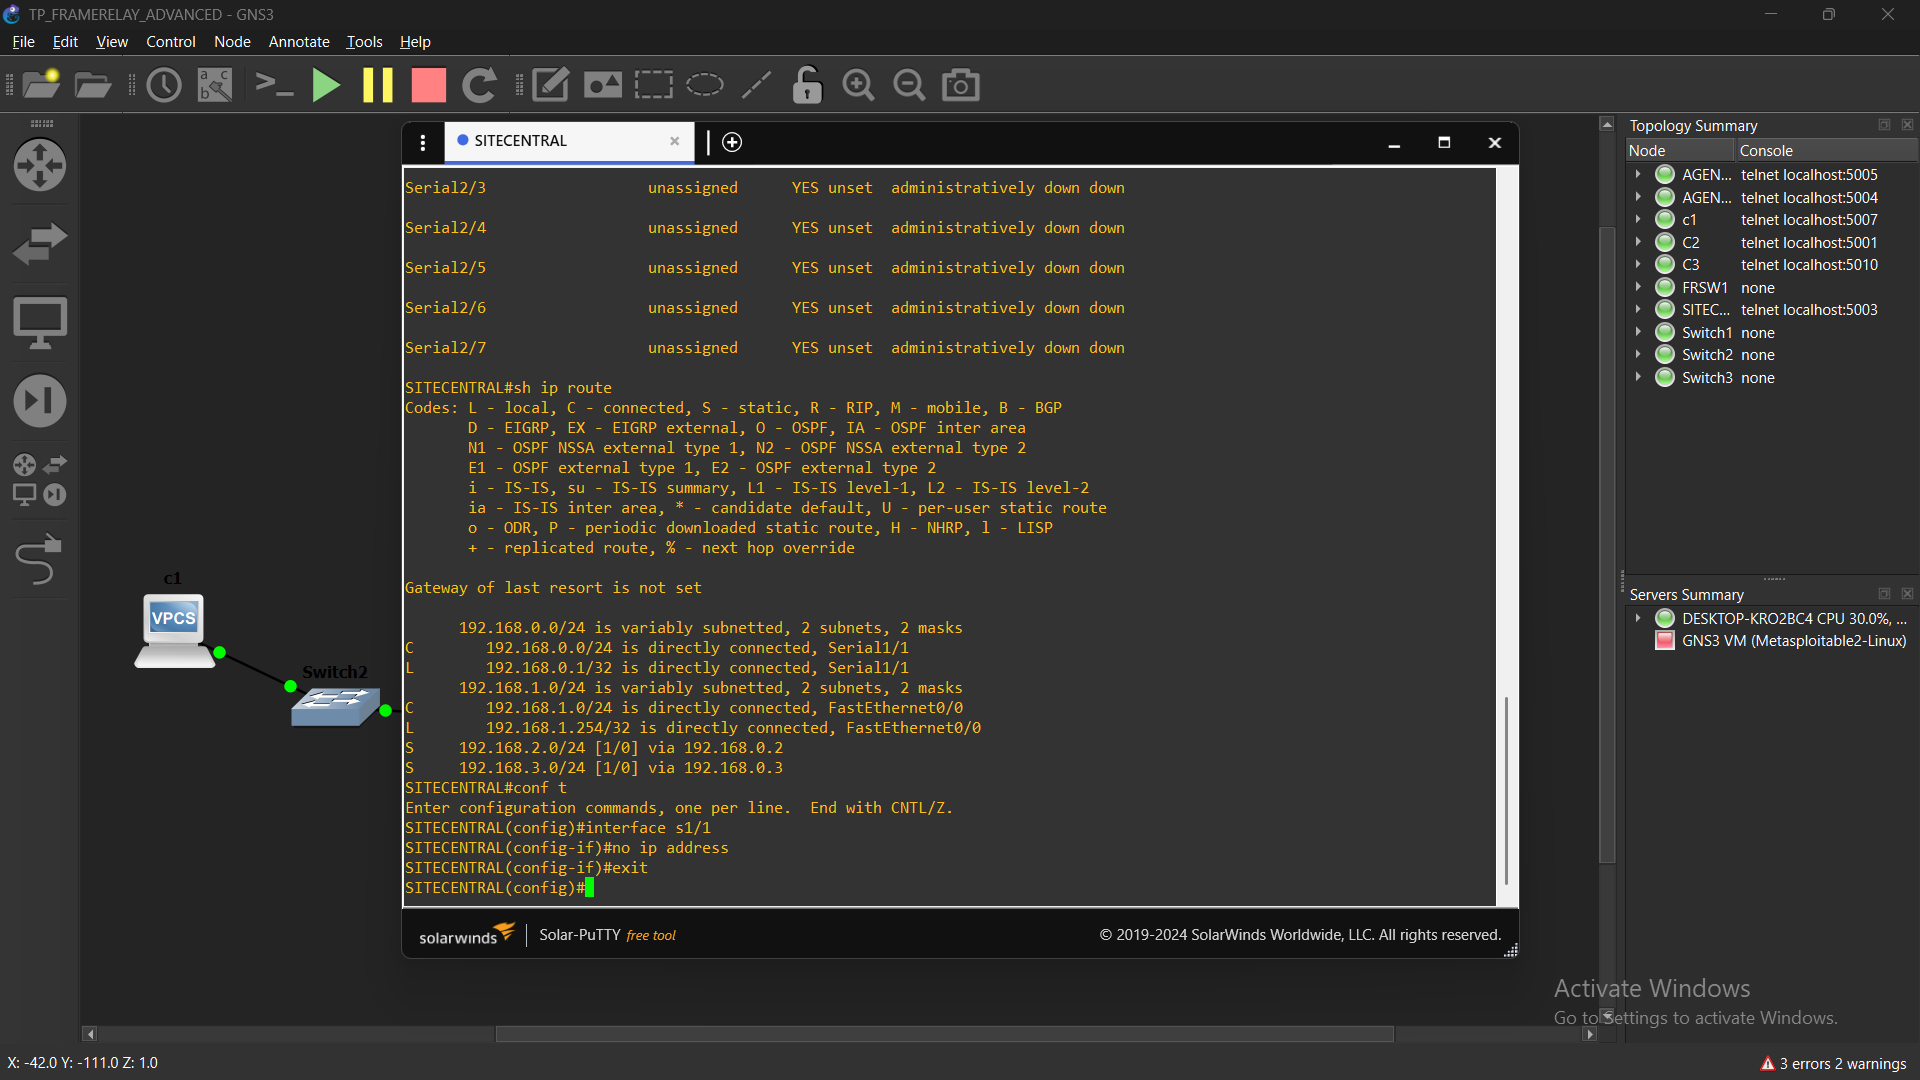 TP_FRAMERELAY_ADVANCED - GNS3
File Edit View Control Node Annotate Tools Help
SITECENTRAL
Serial2/3 unassigned YES unset administratively down down
Serial2/4 unassigned YES unset administratively down down
Serial2/5 unassigned YES unset administratively down down
Serial2/6 unassigned YES unset administratively down down
Serial2/7 unassigned YES unset administratively down down
SITECENTRAL#sh ip route
Codes: L - local, C - connected, S - static, R - RIP, M - mobile, B - BGP
D - EIGRP, EX - EIGRP external, O - OSPF, IA - OSPF inter area
N1 - OSPF NSSA external type 1, N2 - OSPF NSSA external type 2
E1 - OSPF external type 1, E2 - OSPF external type 2
i - IS-IS, su - IS-IS summary, L1 - IS-IS level-1, L2 - IS-IS level-2
ia - IS-IS inter area, * - candidate default, U - per-user static route
o - ODR, P - periodic downloaded static route, H - NHRP, l - LISP
+ - replicated route, % - next hop override
Gateway of last resort is not set
192.168.0.0/24 is variably subnetted, 2 subnets, 2 masks
C 192.168.0.0/24 is directly connected, Serial1/1
L 192.168.0.1/32 is directly connected, Serial1/1
192.168.1.0/24 is variably subnetted, 2 subnets, 2 masks
C 192.168.1.0/24 is directly connected, FastEthernet0/0
L 192.168.1.254/32 is directly connected, FastEthernet0/0
S 192.168.2.0/24 [1/0] via 192.168.0.2
S 192.168.3.0/24 [1/0] via 192.168.0.3
SITECENTRAL#conf t
Enter configuration commands, one per line. End with CNTL/Z.
SITECENTRAL(config)#interface s1/1
SITECENTRAL(config-if)#no ip address
SITECENTRAL(config-if)#exit
SITECENTRAL(config)#
solarwinds
Solar-PuTTY free tool
© 2019-2024 SolarWinds Worldwide, LLC. All rights reserved.
c1
VPCS
Switch2
Topology Summary
Node Console
AGEN... telnet localhost:5005
AGEN... telnet localhost:5004
c1 telnet localhost:5007
C2 telnet localhost:5001
C3 telnet localhost:5010
FRSW1 none
SITEC... telnet localhost:5003
Switch1 none
Switch2 none
Switch3 none
Servers Summary
DESKTOP-KRO2BC4 CPU 30.0%, ...
GNS3 VM (Metasploitable2-Linux)
Activate Windows
Go to Settings to activate Windows.
X: -42.0 Y: -111.0 Z: 1.0
3 errors 2 warnings